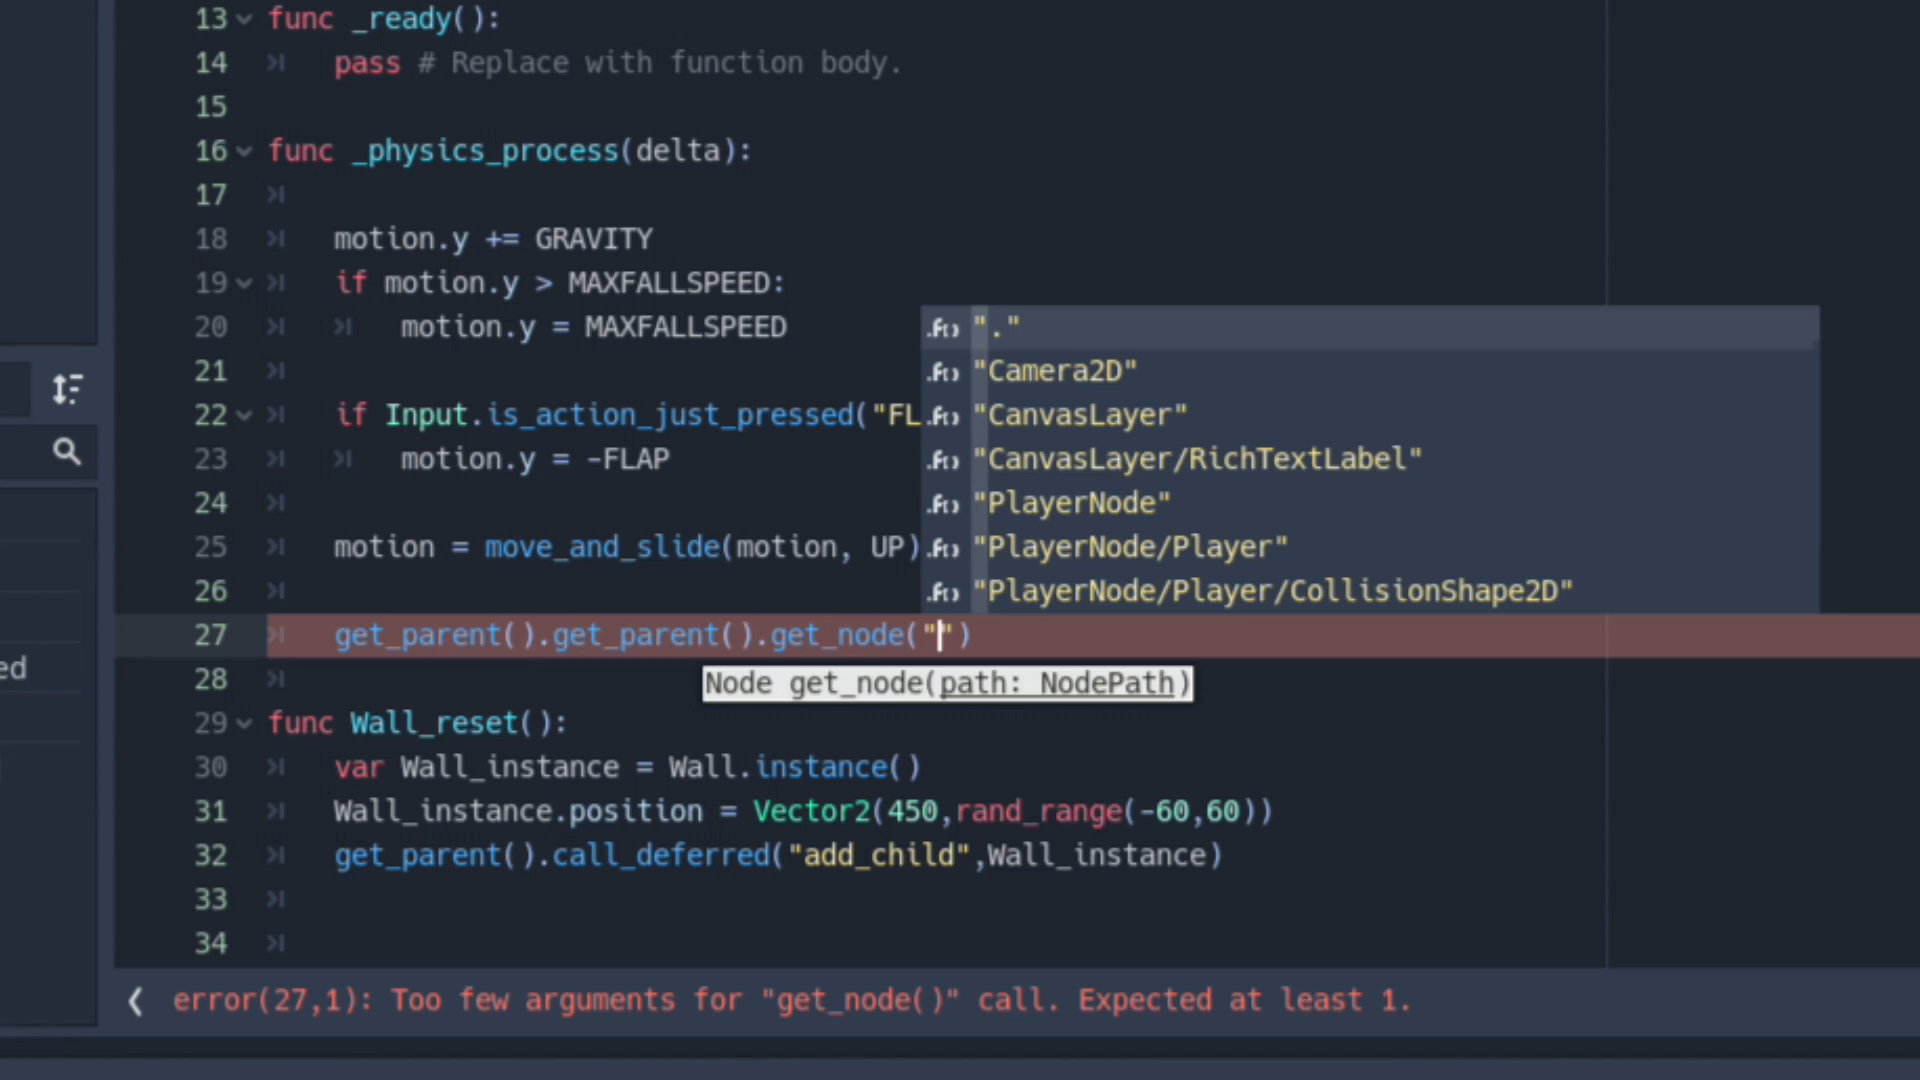 13 func _ready():
14 pass # Replace with function body.
15
16 func _physics_process(delta):
17
18 motion.y += GRAVITY
19 if motion.y > MAXFALLSPEED:
20 motion.y = MAXFALLSPEED
"."
21
"Camera2D"
22 if Input.is_action_just_pressed("FL
"CanvasLayer"
23 motion.y = -FLAP
"CanvasLayer/RichTextLabel"
24
"PlayerNode"
25 motion = move_and_slide(motion, UP)
"PlayerNode/Player"
26
"PlayerNode/Player/CollisionShape2D"
27 get_parent().get_parent().get_node("")
28
Node get_node(path: NodePath)
29 func Wall_reset():
30 var Wall_instance = Wall.instance()
31 Wall_instance.position = Vector2(450,rand_range(-60,60))
32 get_parent().call_deferred("add_child",Wall_instance)
33
34
ed
error(27,1): Too few arguments for "get_node()" call. Expected at least 1.